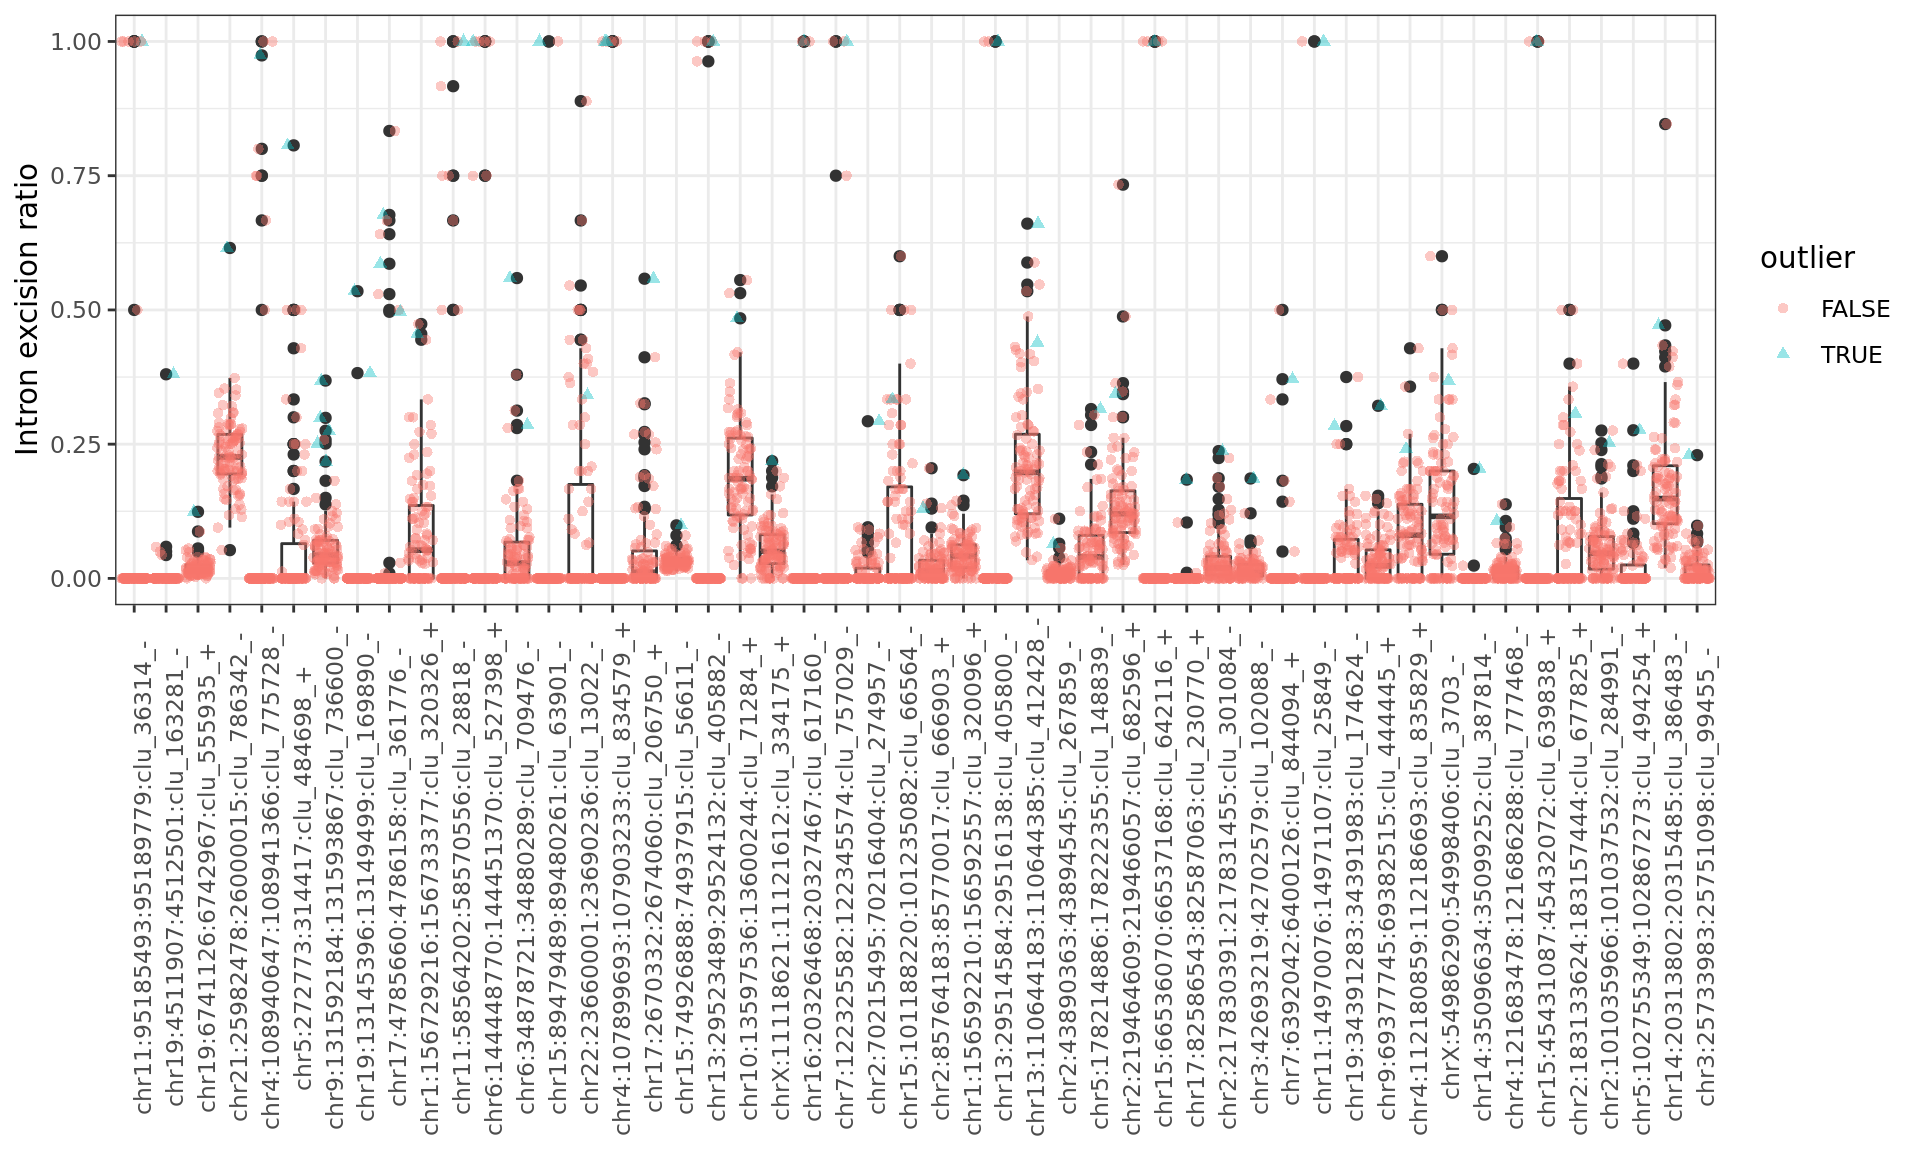 Intron excision ratio
1.00
0.75
0.50
0.25
0.00
chr11:95185493:95189779:clu_36314_-
chr19:4511907:4512501:clu_163281_-
chr19:6741126:6742967:clu_555935_+
chr21:25982478:26000015:clu_786342_-
chr4:108940647:108941366:clu_775728_-
chr5:272773:314417:clu_484698_+
chr9:131592184:131593867:clu_736600_-
chr19:13145396:13149499:clu_169890_-
chr17:4785660:4786158:clu_361776_-
chr1:156729216:156733377:clu_320326_+
chr11:58564202:58570556:clu_28818_-
chr6:144448770:144451370:clu_527398_+
chr6:34878721:34880289:clu_709476_-
chr15:89479489:89480261:clu_63901_-
chr22:23660001:23690236:clu_13022_-
chr4:107899693:107903233:clu_834579_+
chr17:2670332:2674060:clu_206750_+
chr15:74926888:74937915:clu_56611_-
chr13:29523489:29524132:clu_405882_-
chr10:13597536:13600244:clu_71284_+
chrX:11118621:11121612:clu_334175_+
chr16:20326468:20327467:clu_617160_-
chr7:122325582:122345574:clu_757029_-
chr2:70215495:70216404:clu_274957_-
chr15:101188220:101235082:clu_66564_-
chr2:85764183:85770017:clu_666903_+
chr1:156592210:156592557:clu_320096_+
chr13:29514584:29516138:clu_405800_-
chr13:110644183:110644385:clu_412428_-
chr2:43890363:43894545:clu_267859_-
chr5:178214886:178222355:clu_148839_-
chr2:219464609:219466057:clu_682596_+
chr15:66536070:66537168:clu_642116_+
chr17:82586543:82587063:clu_230770_+
chr2:217830391:217831455:clu_301084_-
chr3:42693219:42702579:clu_102088_-
chr7:6392042:6400126:clu_844094_+
chr11:14970076:14971107:clu_25849_-
chr19:34391283:34391983:clu_174624_-
chr9:69377745:69382515:clu_444445_+
chr4:112180859:112186693:clu_835829_+
chrX:54986290:54998406:clu_3703_-
chr14:35096634:35099252:clu_387814_-
chr4:121683478:121686288:clu_777468_-
chr15:45431087:45432072:clu_639838_+
chr2:183133624:183157444:clu_677825_+
chr2:101035966:101037532:clu_284991_-
chr5:102755349:102867273:clu_494254_+
chr14:20313802:20315485:clu_386483_-
chr3:25733983:25751098:clu_99455_-
outlier
FALSE
TRUE